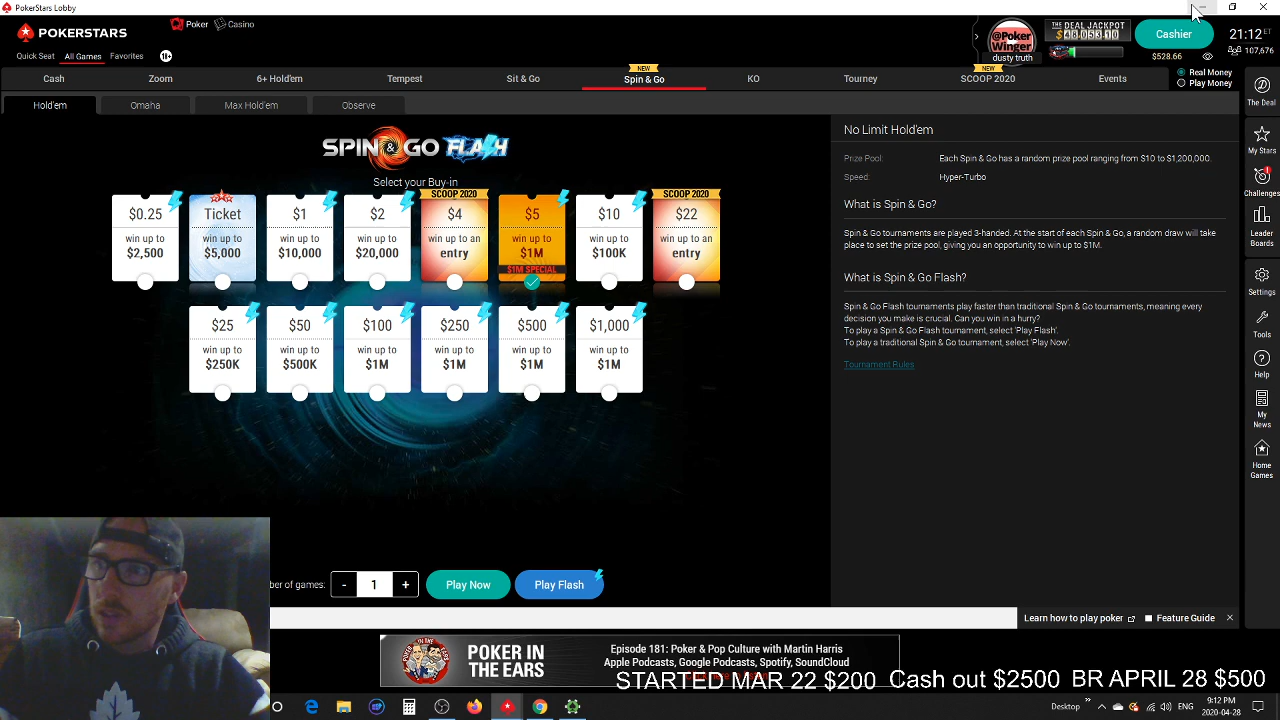 PokerStars Lobby
POKERSTARS
Poker
Casino
@Poker
Winger
dusty truth
THE DEAL JACKPOT
$48,053.10
Cashier
$528.66
21:12 ET
107,676
Quick Seat
All Games
Favorites
NEW
NEW
Cash
Zoom
6+ Hold'em
Tempest
Sit & Go
Spin & Go
KO
Tourney
SCOOP 2020
Events
Real Money
Play Money
Hold'em
Omaha
Max Hold'em
Observe
SPIN & GO FLASH
Select your Buy-in
$0.25
win up to
$2,500
Ticket
win up to
$5,000
$1
win up to
$10,000
$2
win up to
$20,000
SCOOP 2020
$4
win up to an
entry
$5
win up to
$1M
$1M SPECIAL
$10
win up to
$100K
SCOOP 2020
$22
win up to an
entry
$25
win up to
$250K
$50
win up to
$500K
$100
win up to
$1M
$250
win up to
$1M
$500
win up to
$1M
$1,000
win up to
$1M
No Limit Hold'em
Prize Pool: Each Spin & Go has a random prize pool ranging from $10 to $1,200,000.
Speed: Hyper-Turbo
What is Spin & Go?
Spin & Go tournaments are played 3-handed. At the start of each Spin & Go, a random draw will take
place to set the prize pool, giving you an opportunity to win up to $1M.
What is Spin & Go Flash?
Spin & Go Flash tournaments play faster than traditional Spin & Go tournaments, meaning every
decision you make is crucial. Can you win in a hurry?
To play a Spin & Go Flash tournament, select 'Play Flash'.
To play a traditional Spin & Go tournament, select 'Play Now'.
Tournament Rules
The Deal
My Stars
Challenges
Leader
Boards
Settings
Tools
Help
My
News
Home
Games
ber of games:
-
1
+
Play Now
Play Flash
Learn how to play poker
Feature Guide
POKER IN
THE EARS
Episode 181: Poker & Pop Culture with Martin Harris
Apple Podcasts, Google Podcasts, Spotify, SoundCloud
STARTED MAR 22 $200 Cash out $2500 BR APRIL 28 $500
Desktop
9:12 PM
2020-04-28